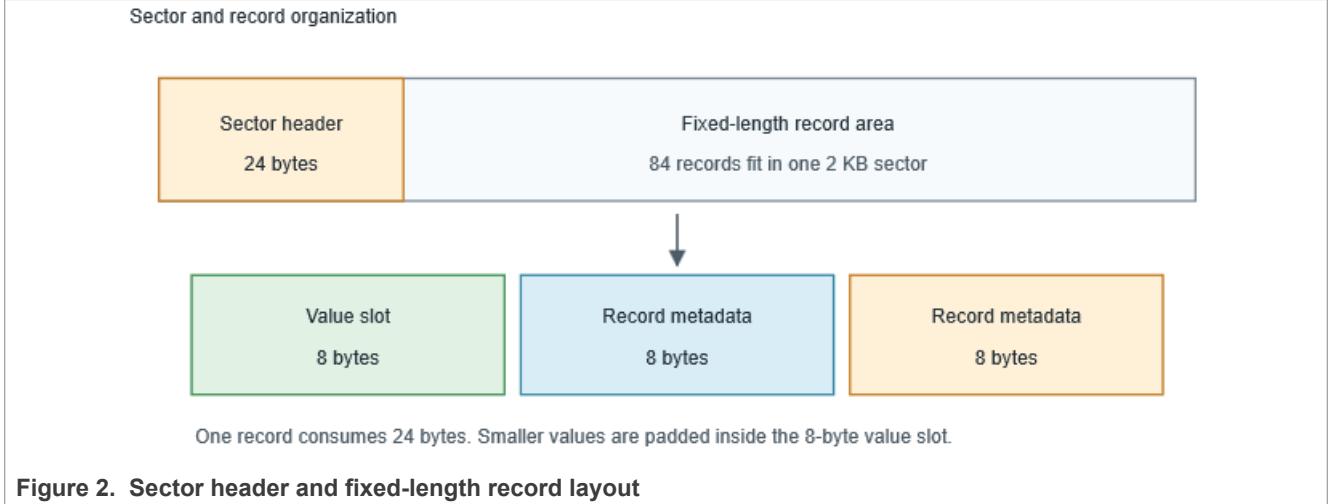 Sector and record organization
Sector header
24 bytes
Fixed-length record area
84 records fit in one 2 KB sector
Value slot
8 bytes
Record metadata
8 bytes
Record metadata
8 bytes
One record consumes 24 bytes. Smaller values are padded inside the 8-byte value slot.
Figure 2. Sector header and fixed-length record layout